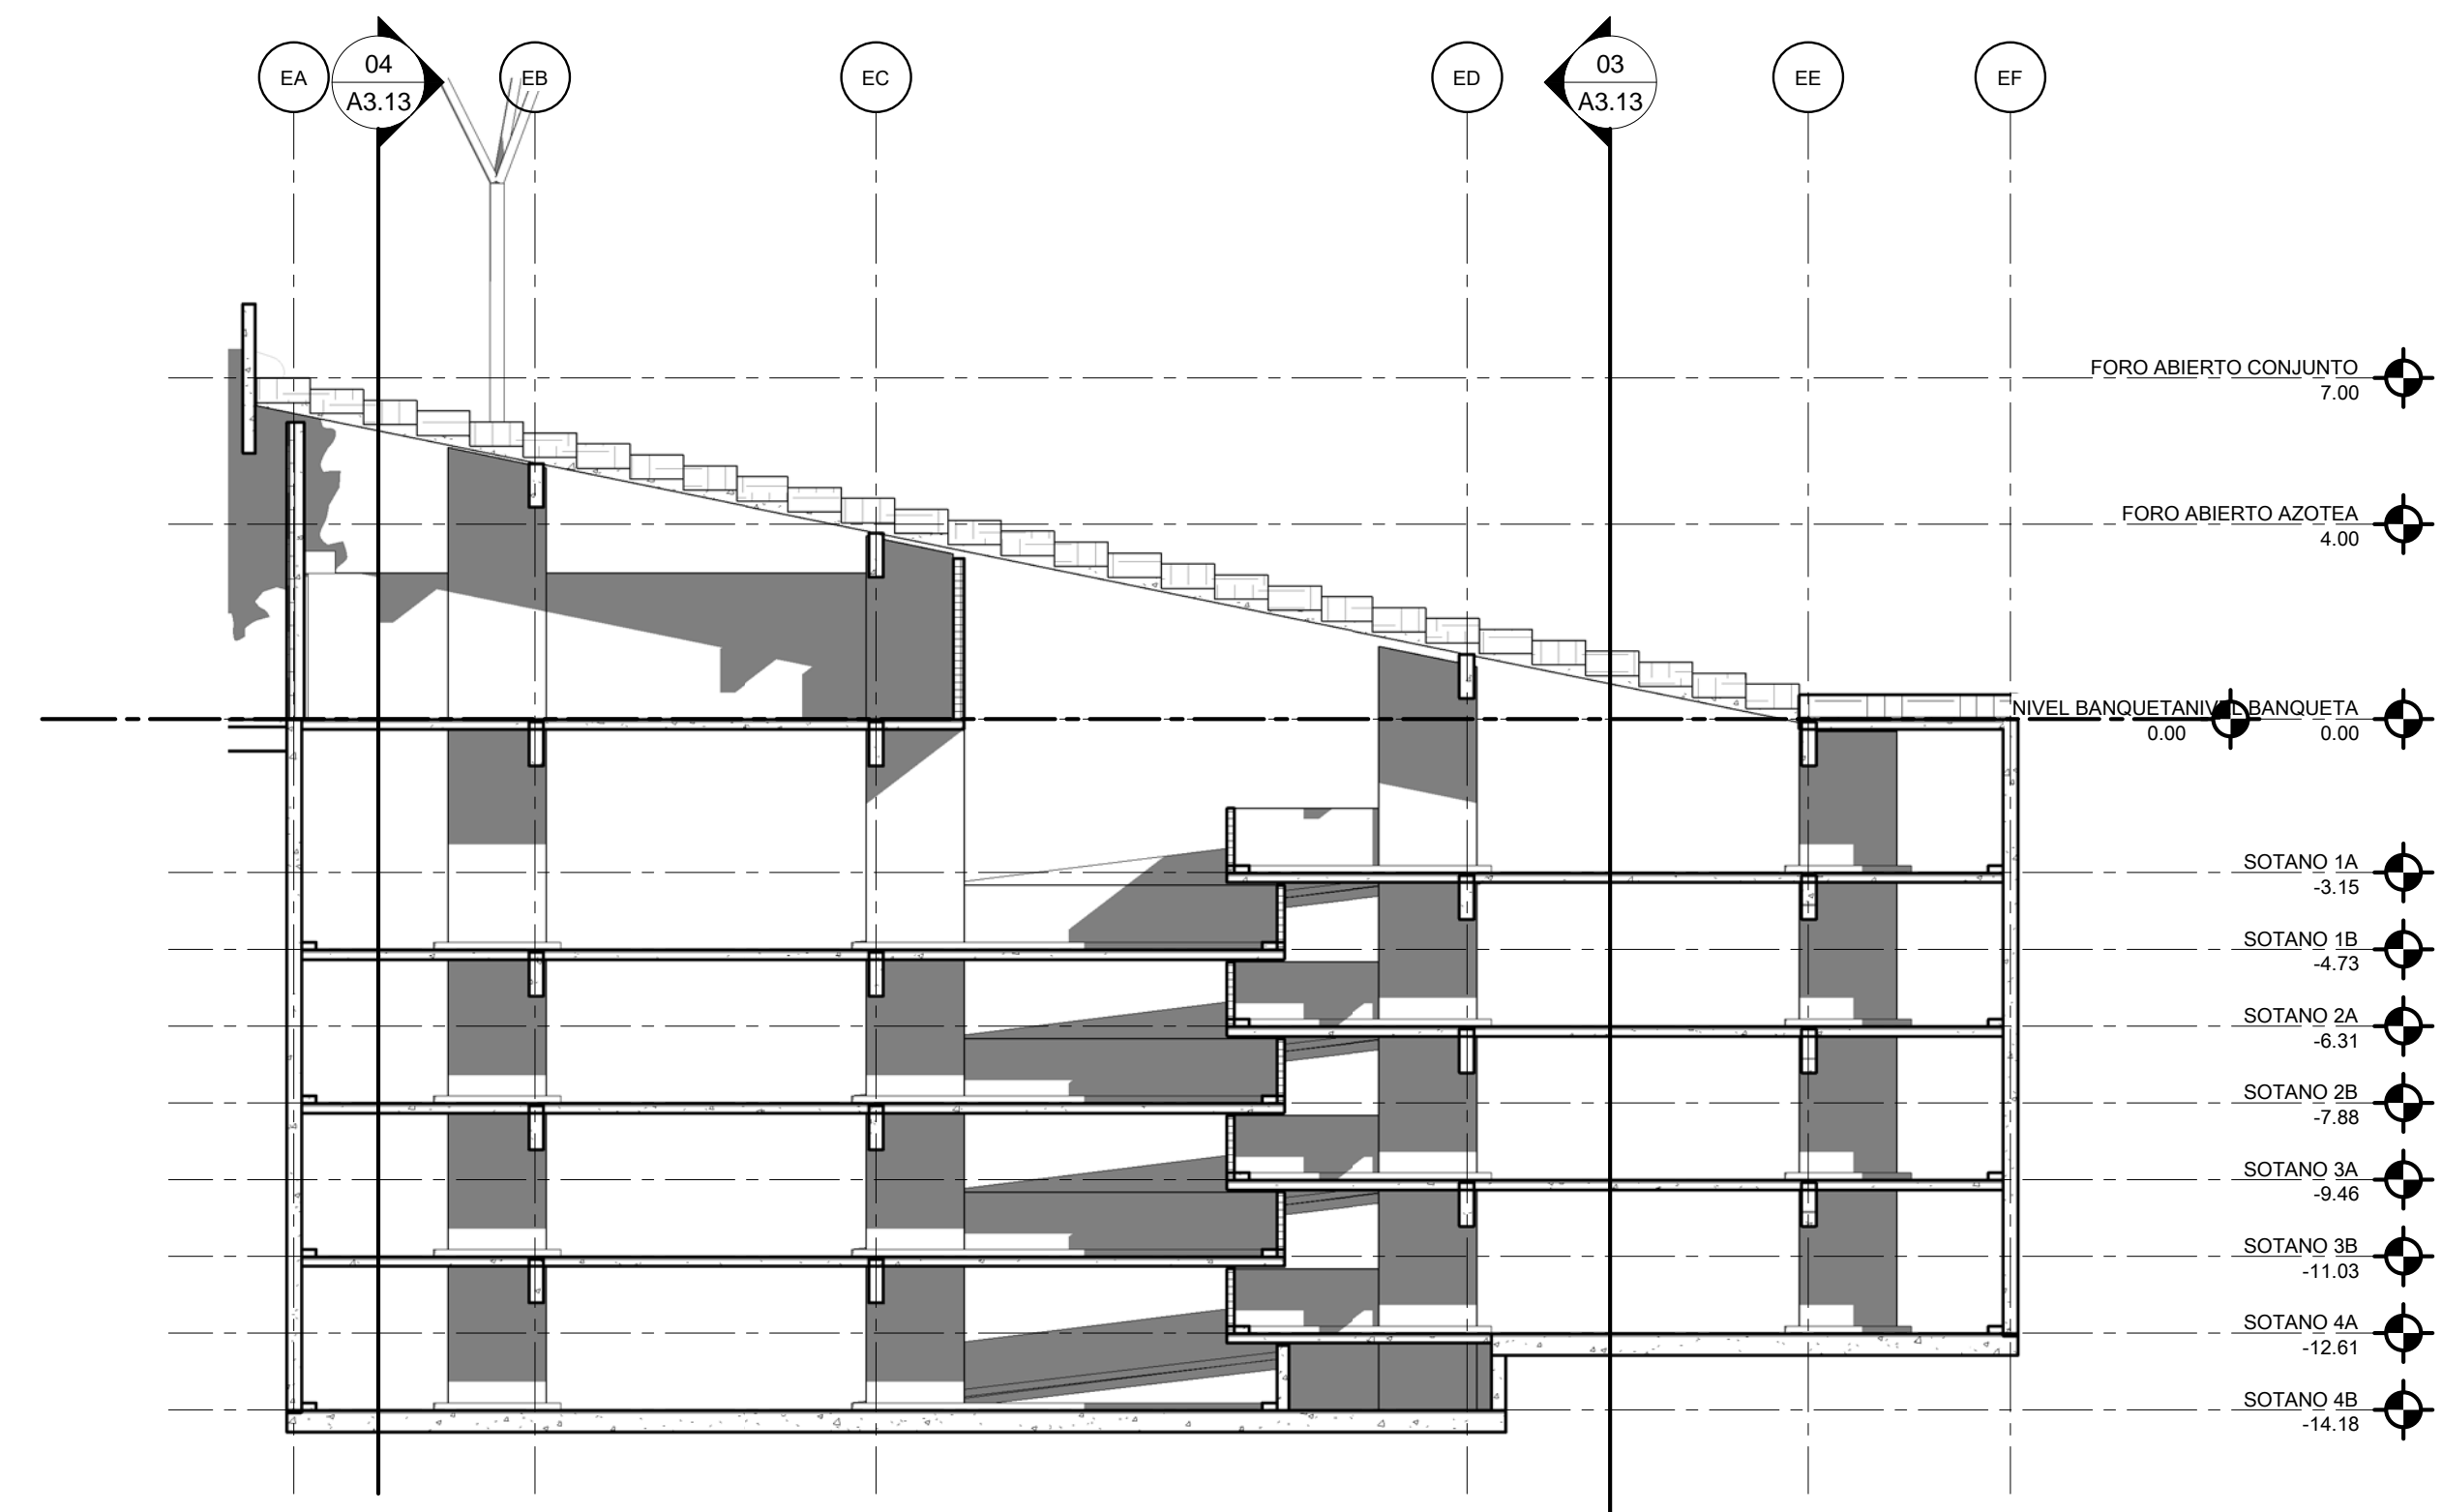 EA
04
A3.13
EB
EC
ED
03
A3.13
EE
EF
FORO ABIERTO CONJUNTO
7.00
FORO ABIERTO AZOTEA
4.00
NIVEL BANQUETA
0.00
NIVEL BANQUETA
0.00
SOTANO 1A
-3.15
SOTANO 1B
-4.73
SOTANO 2A
-6.31
SOTANO 2B
-7.88
SOTANO 3A
-9.46
SOTANO 3B
-11.03
SOTANO 4A
-12.61
SOTANO 4B
-14.18